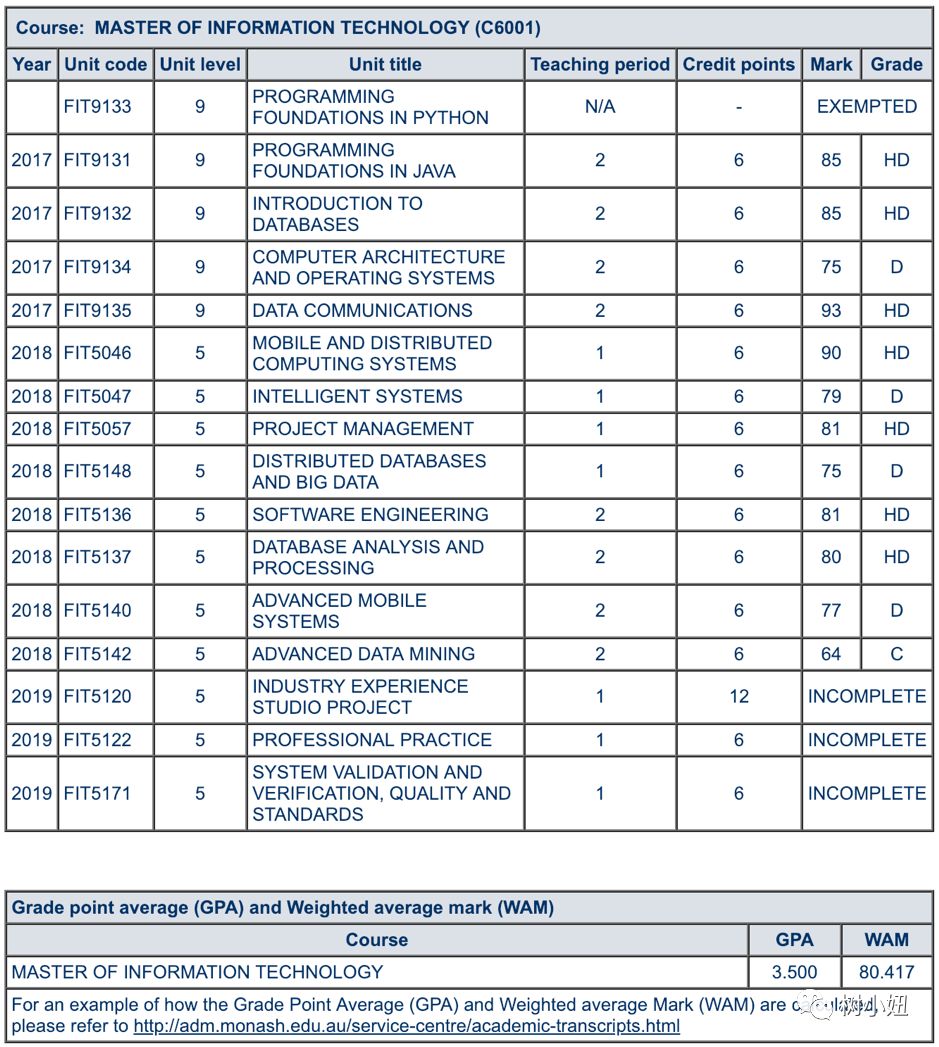 Course: MASTER OF INFORMATION TECHNOLOGY (C6001)
Year Unit code Unit level Unit title Teaching period Credit points Mark Grade
FIT9133 9 PROGRAMMING FOUNDATIONS IN PYTHON N/A - EXEMPTED
2017 FIT9131 9 PROGRAMMING FOUNDATIONS IN JAVA 2 6 85 HD
2017 FIT9132 9 INTRODUCTION TO DATABASES 2 6 85 HD
2017 FIT9134 9 COMPUTER ARCHITECTURE AND OPERATING SYSTEMS 2 6 75 D
2017 FIT9135 9 DATA COMMUNICATIONS 2 6 93 HD
2018 FIT5046 5 MOBILE AND DISTRIBUTED COMPUTING SYSTEMS 1 6 90 HD
2018 FIT5047 5 INTELLIGENT SYSTEMS 1 6 79 D
2018 FIT5057 5 PROJECT MANAGEMENT 1 6 81 HD
2018 FIT5148 5 DISTRIBUTED DATABASES AND BIG DATA 1 6 75 D
2018 FIT5136 5 SOFTWARE ENGINEERING 2 6 81 HD
2018 FIT5137 5 DATABASE ANALYSIS AND PROCESSING 2 6 80 HD
2018 FIT5140 5 ADVANCED MOBILE SYSTEMS 2 6 77 D
2018 FIT5142 5 ADVANCED DATA MINING 2 6 64 C
2019 FIT5120 5 INDUSTRY EXPERIENCE STUDIO PROJECT 1 12 INCOMPLETE
2019 FIT5122 5 PROFESSIONAL PRACTICE 1 6 INCOMPLETE
2019 FIT5171 5 SYSTEM VALIDATION AND VERIFICATION, QUALITY AND STANDARDS 1 6 INCOMPLETE
Grade point average (GPA) and Weighted average mark (WAM)
Course GPA WAM
MASTER OF INFORMATION TECHNOLOGY 3.500 80.417
For an example of how the Grade Point Average (GPA) and Weighted average Mark (WAM) are
please refer to http://adm.monash.edu.au/service-centre/academic-transcripts.html
树小妞